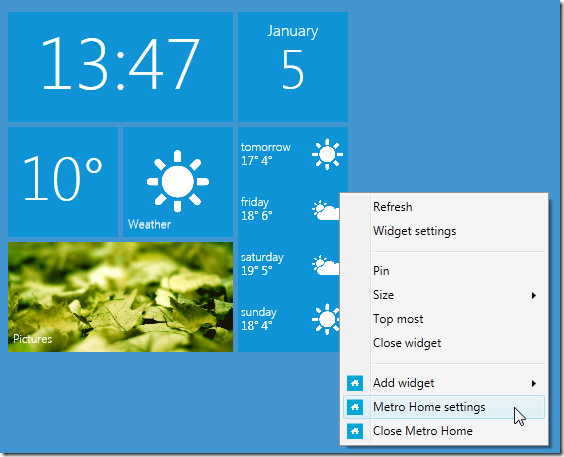 13:47
January
5
10°
Weather
tomorrow
17° 4°
friday
18° 6°
saturday
19° 5°
sunday
18° 4°
Pictures
Refresh
Widget settings
Pin
Size
Top most
Close widget
Add widget
Metro Home settings
Close Metro Home